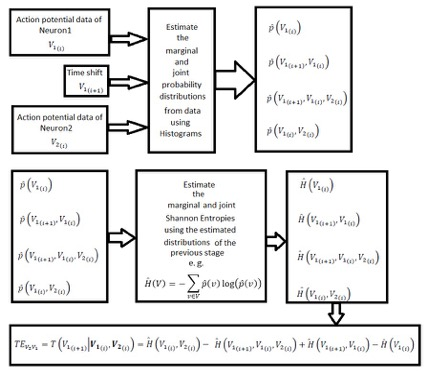 Action potential data of
Neuron1
V₁₍ᵢ₎
Time shift
V₁₍ᵢ₊₁₎
Action potential data of
Neuron2
V₂₍ᵢ₎
Estimate
the
marginal
and
joint
probability
distributions
from data
using
Histograms
p̂(V₁₍ᵢ₎)
p̂(V₁₍ᵢ₊₁₎, V₁₍ᵢ₎)
p̂(V₁₍ᵢ₊₁₎, V₁₍ᵢ₎, V₂₍ᵢ₎)
p̂(V₁₍ᵢ₎, V₂₍ᵢ₎)
p̂(V₁₍ᵢ₎)
p̂(V₁₍ᵢ₊₁₎, V₁₍ᵢ₎)
p̂(V₁₍ᵢ₊₁₎, V₁₍ᵢ₎, V₂₍ᵢ₎)
p̂(V₁₍ᵢ₎, V₂₍ᵢ₎)
Estimate
the
marginal and joint
Shannon Entropies
using the estimated
distributions of the
previous stage
e. g.
Ĥ(V) = −∑ p̂(v) log(p̂(v))
v∈V
Ĥ(V₁₍ᵢ₎)
Ĥ(V₁₍ᵢ₊₁₎, V₁₍ᵢ₎)
Ĥ(V₁₍ᵢ₊₁₎, V₁₍ᵢ₎, V₂₍ᵢ₎)
Ĥ(V₁₍ᵢ₎, V₂₍ᵢ₎)
TE_V₂V₁ = T(V₁₍ᵢ₊₁₎|V₁₍ᵢ₎, V₂₍ᵢ₎) = Ĥ(V₁₍ᵢ₎, V₂₍ᵢ₎) − Ĥ(V₁₍ᵢ₊₁₎, V₁₍ᵢ₎, V₂₍ᵢ₎) + Ĥ(V₁₍ᵢ₊₁₎, V₁₍ᵢ₎) − Ĥ(V₁₍ᵢ₎)